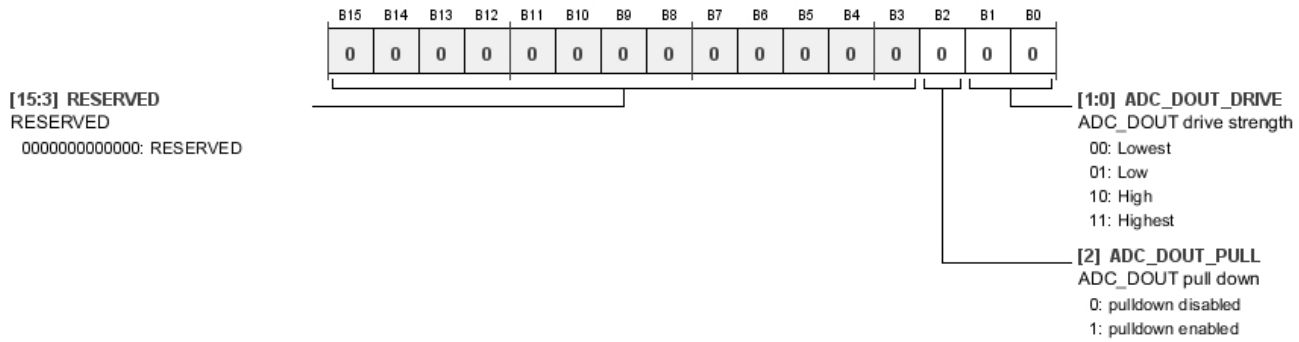 B15 B14 B13 B12 B11 B10 B9 B8 B7 B6 B5 B4 B3 B2 B1 B0
0 0 0 0 0 0 0 0 0 0 0 0 0 0 0 0
[15:3] RESERVED
RESERVED
0000000000000: RESERVED
[1:0] ADC_DOUT_DRIVE
ADC_DOUT drive strength
00: Lowest
01: Low
10: High
11: Highest
[2] ADC_DOUT_PULL
ADC_DOUT pull down
0: pulldown disabled
1: pulldown enabled